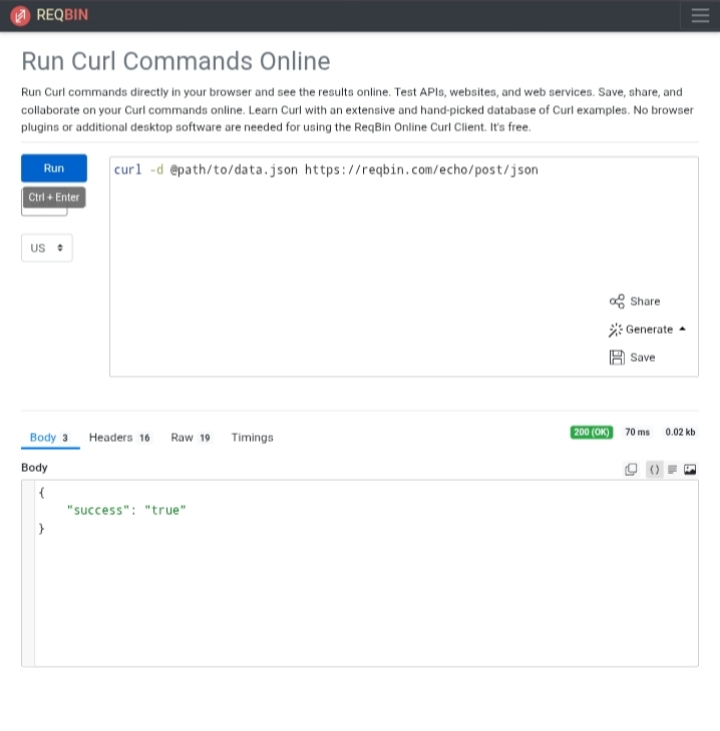 REQBIN
Run Curl Commands Online
Run Curl commands directly in your browser and see the results online. Test APIs, websites, and web services. Save, share, and
collaborate on your Curl commands online. Learn Curl with an extensive and hand-picked database of Curl examples. No browser
plugins or additional desktop software are needed for using the ReqBin Online Curl Client. It's free.
Run
curl -d @path/to/data.json https://reqbin.com/echo/post/json
Ctrl + Enter
US
Share
Generate
Save
Body 3 Headers 16 Raw 19 Timings 200 (OK) 70 ms 0.02 kb
Body
{
"success": "true"
}